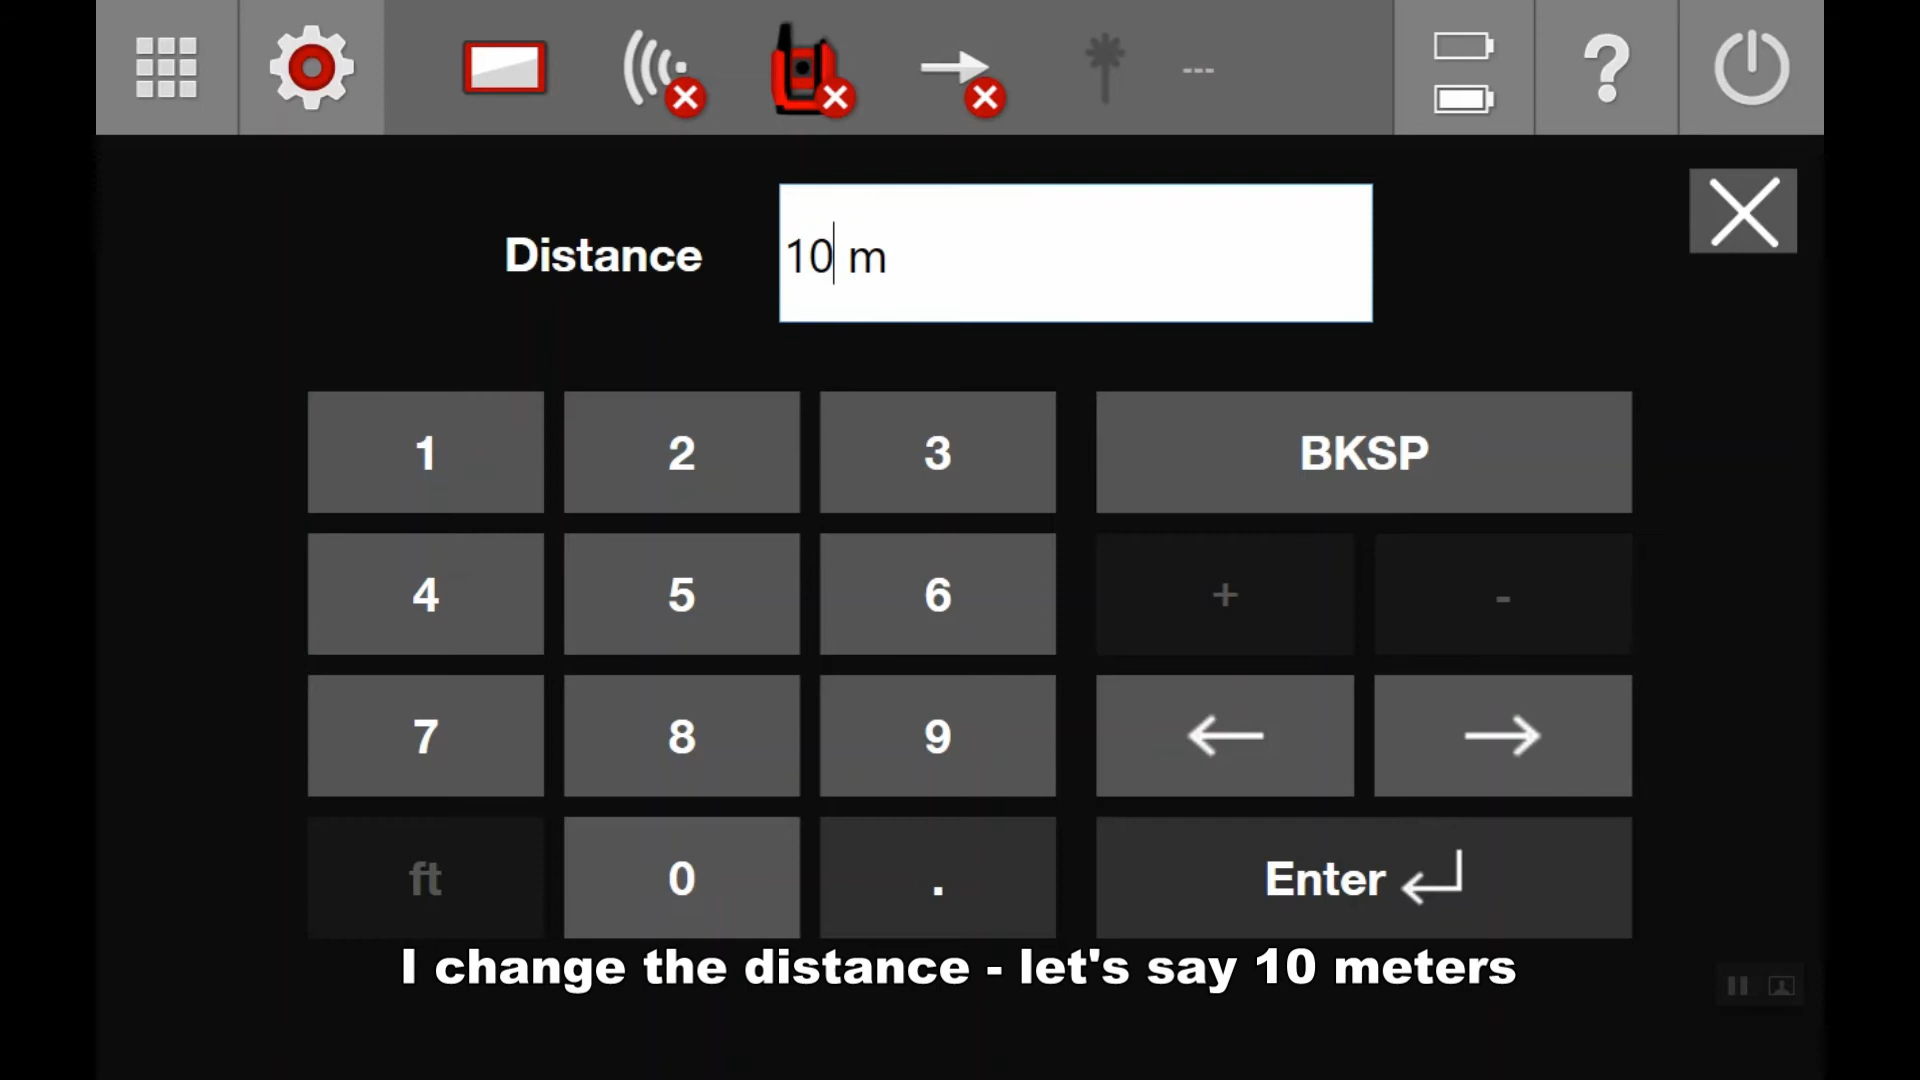 ---
?
Distance
10 m
1 2 3 BKSP
4 5 6 + -
7 8 9 ← →
ft 0 . Enter
I change the distance - let's say 10 meters